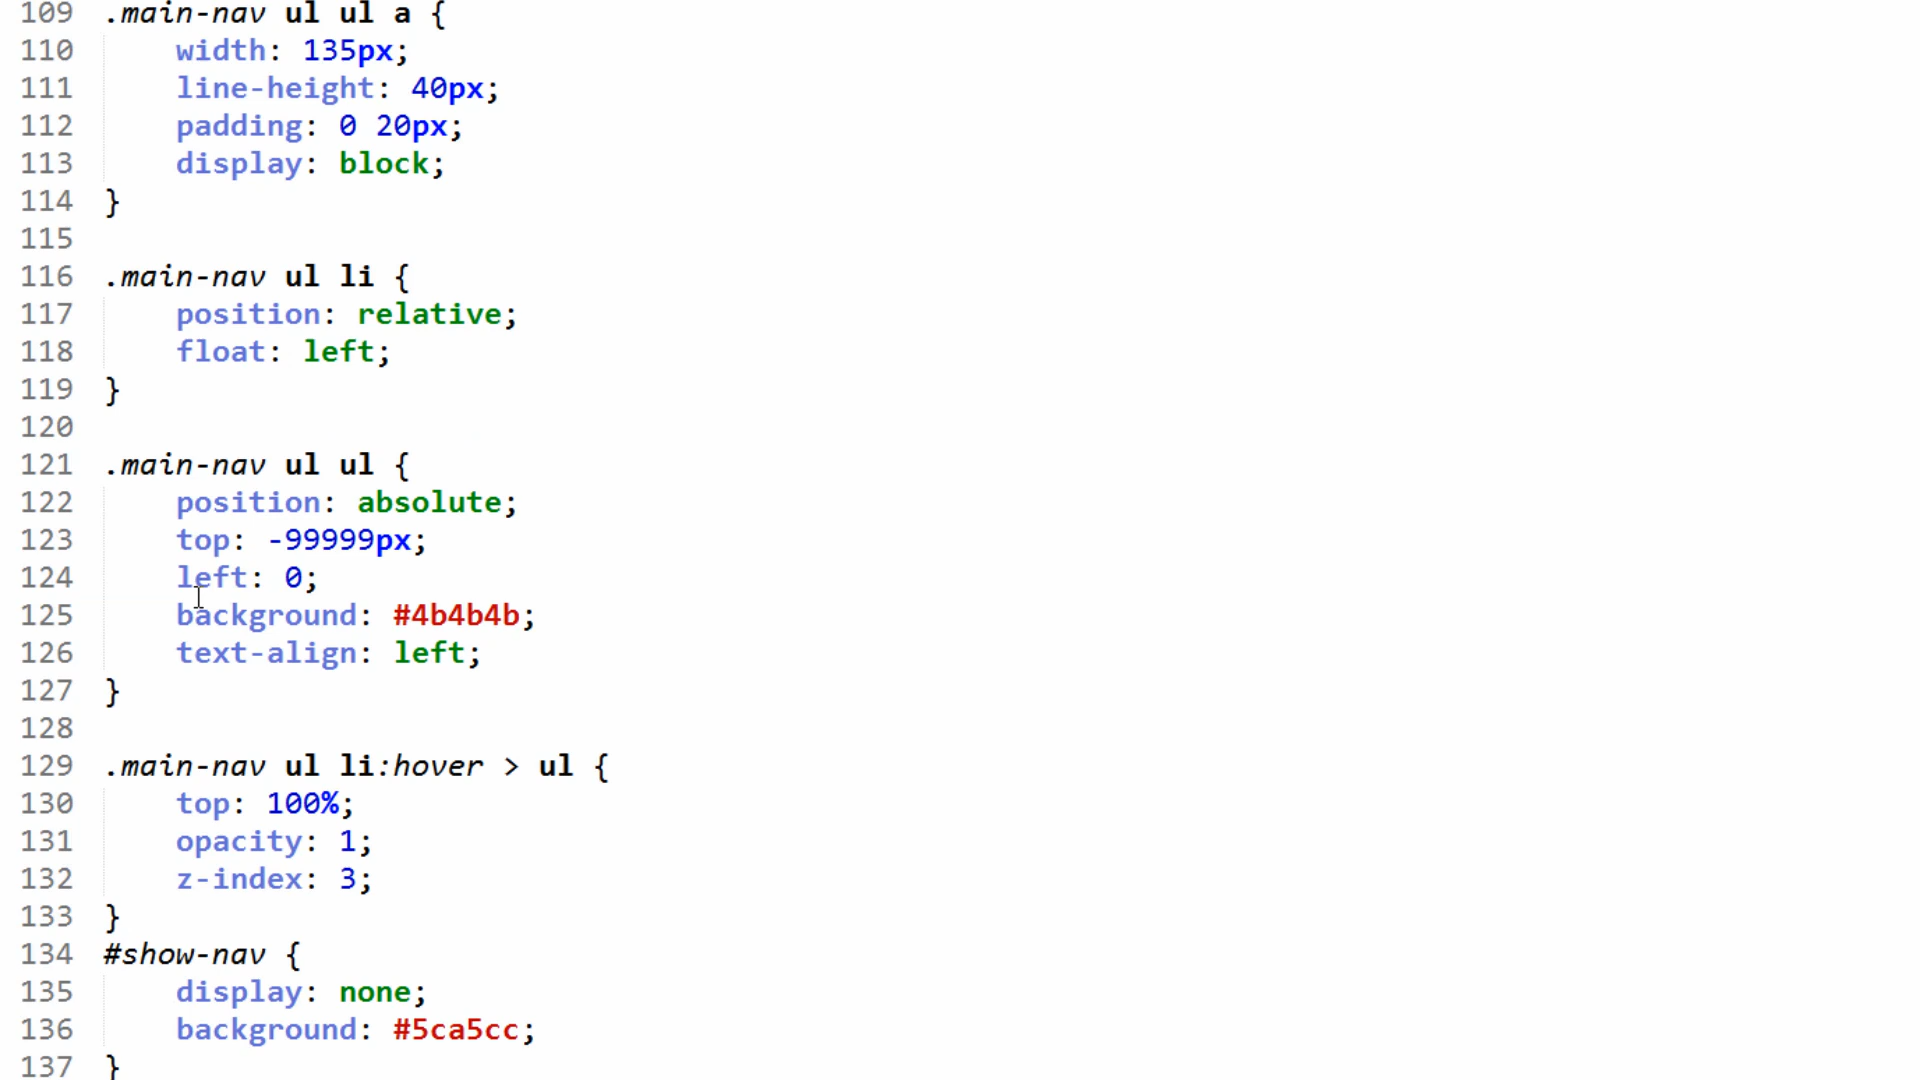 109 .main-nav ul ul a {
110 width: 135px;
111 line-height: 40px;
112 padding: 0 20px;
113 display: block;
114 }
115
116 .main-nav ul li {
117 position: relative;
118 float: left;
119 }
120
121 .main-nav ul ul {
122 position: absolute;
123 top: -99999px;
124 left: 0;
125 background: #4b4b4b;
126 text-align: left;
127 }
128
129 .main-nav ul li:hover > ul {
130 top: 100%;
131 opacity: 1;
132 z-index: 3;
133 }
134 #show-nav {
135 display: none;
136 background: #5ca5cc;
137 }